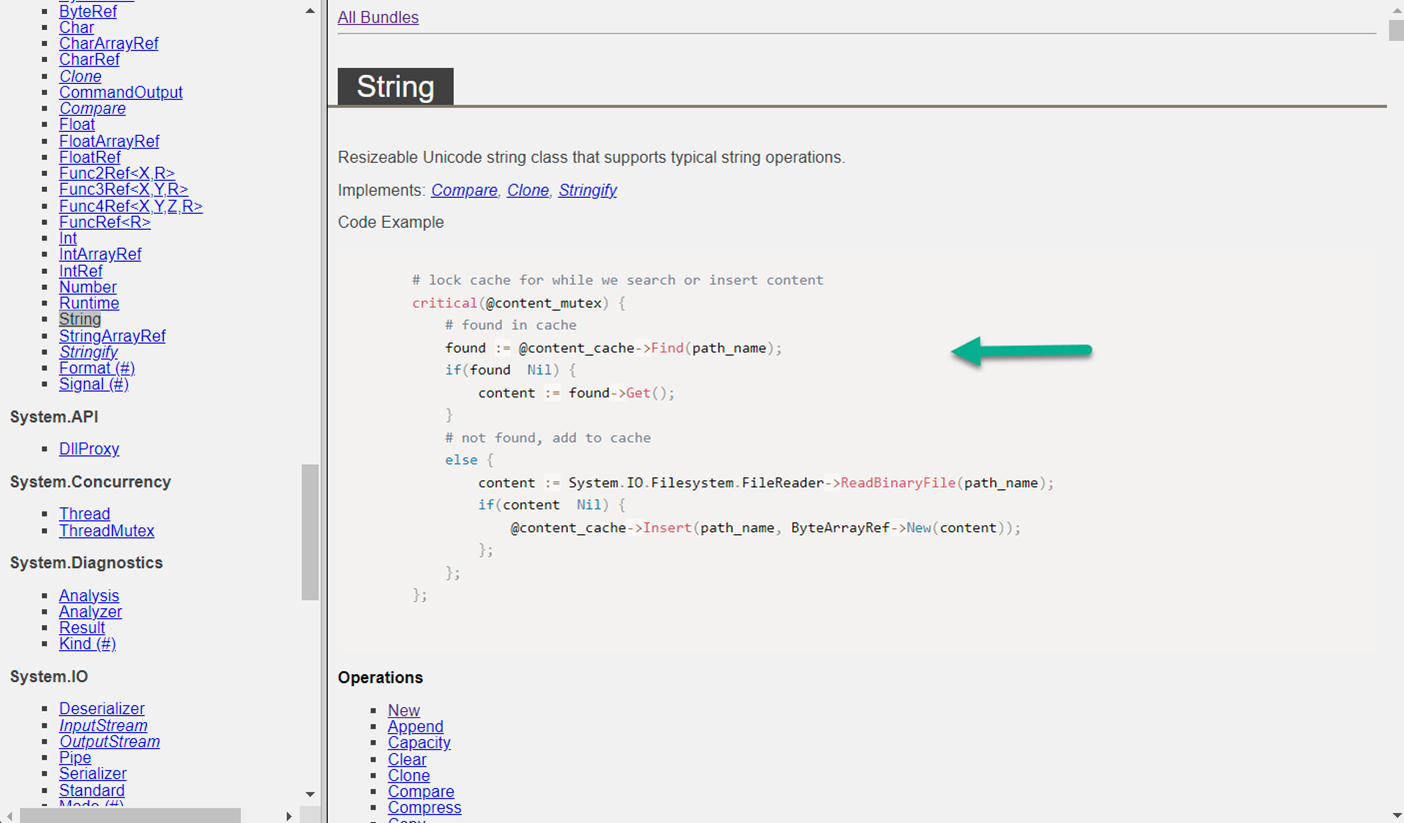 ByteRef
Char
CharArrayRef
CharRef
Clone
CommandOutput
Compare
Float
FloatArrayRef
FloatRef
Func2Ref<X,R>
Func3Ref<X,Y,R>
Func4Ref<X,Y,Z,R>
FuncRef<R>
Int
IntArrayRef
IntRef
Number
Runtime
String
StringArrayRef
Stringify
Format (#)
Signal (#)
System.API
DllProxy
System.Concurrency
Thread
ThreadMutex
System.Diagnostics
Analysis
Analyzer
Result
Kind (#)
System.IO
Deserializer
InputStream
OutputStream
Pipe
Serializer
Standard
Mode (#)
All Bundles
String
Resizeable Unicode string class that supports typical string operations.
Implements: Compare, Clone, Stringify
Code Example
# lock cache for while we search or insert content
critical(@content_mutex) {
# found in cache
found := @content_cache->Find(path_name);
if(found  Nil) {
content := found->Get();
}
# not found, add to cache
else {
content := System.IO.Filesystem.FileReader->ReadBinaryFile(path_name);
if(content  Nil) {
@content_cache->Insert(path_name, ByteArrayRef->New(content));
};
};
};
Operations
New
Append
Capacity
Clear
Clone
Compare
Compress
Copy